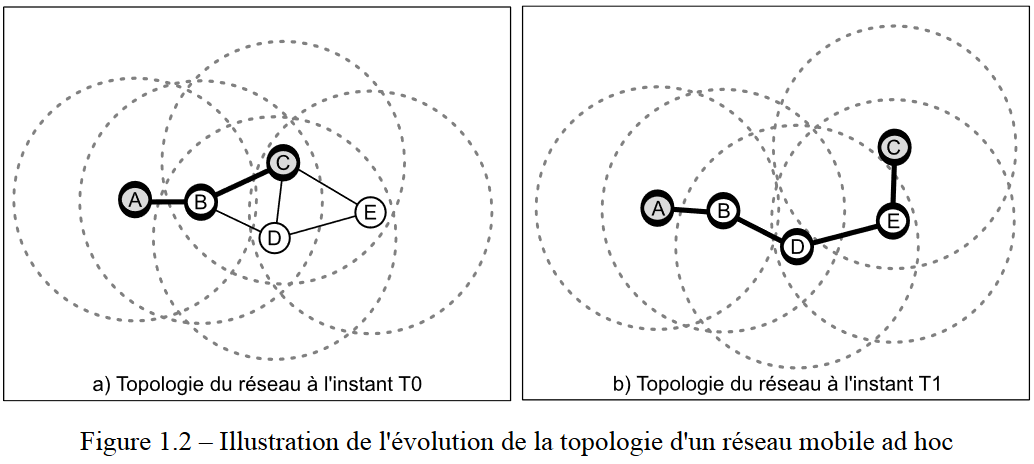 A
B
C
D
E
a) Topologie du réseau à l'instant T0
A
B
C
D
E
b) Topologie du réseau à l'instant T1
Figure 1.2 – Illustration de l'évolution de la topologie d'un réseau mobile ad hoc